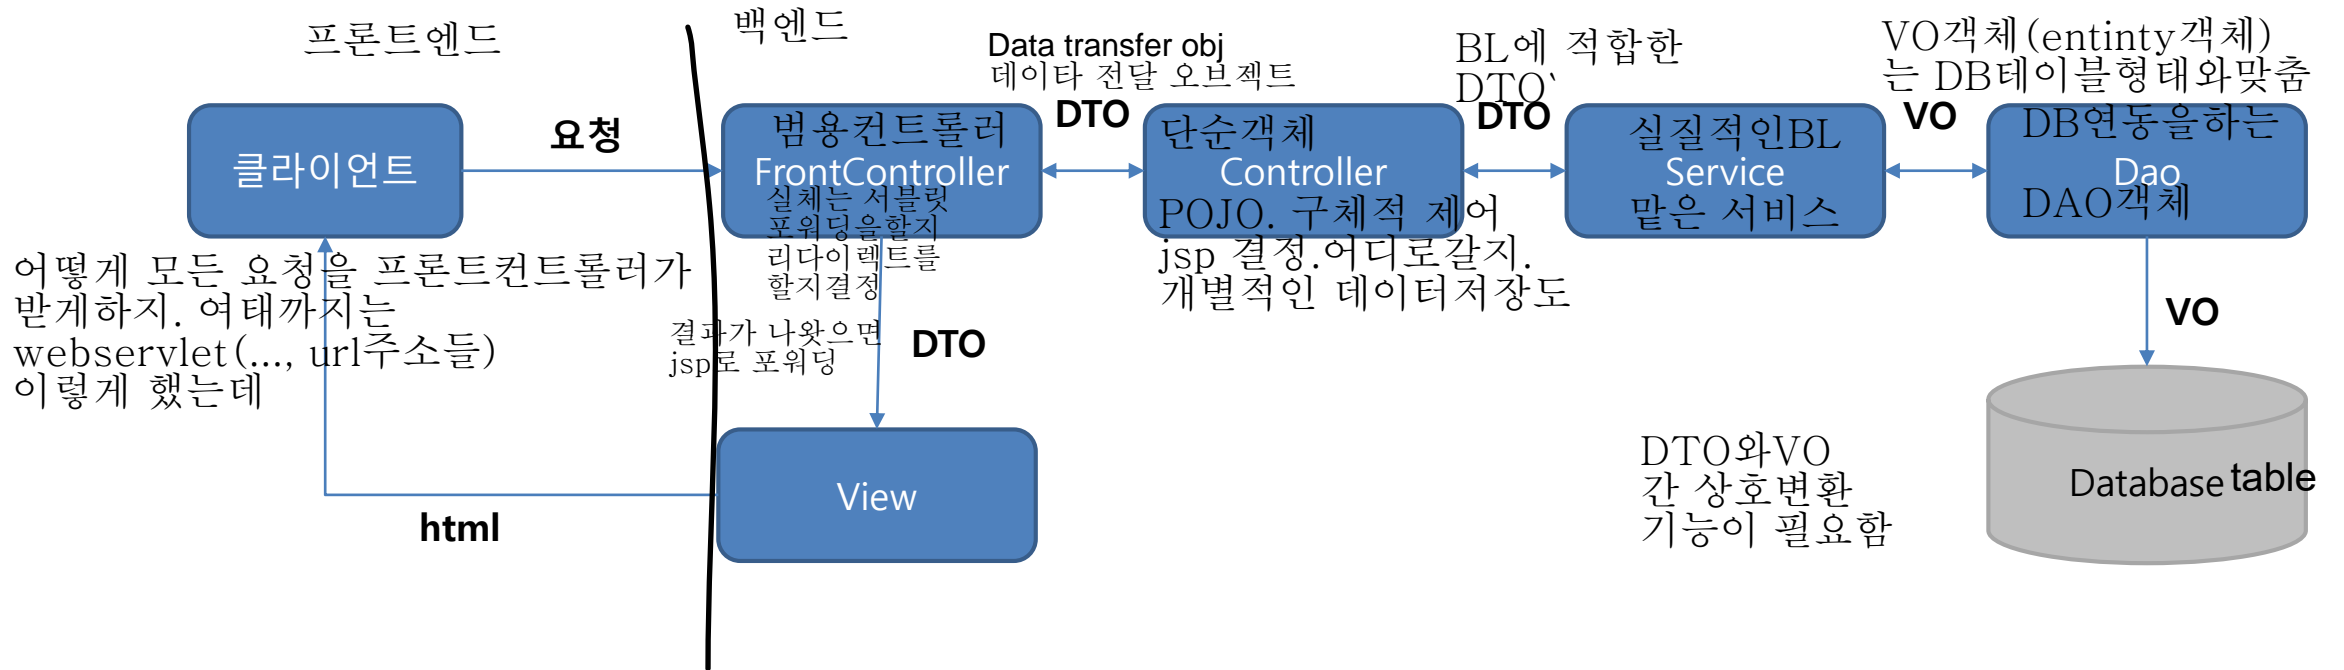 프론트엔드
백엔드
Data transfer obj
데이타 전달 오브젝트
BL에 적합한
DTO`
VO객체(entinty객체)
는 DB테이블형태와맞춤
클라이언트
요청
범용컨트롤러
FrontController
실체는 서블릿
포워딩을할지
리다이렉트를
할지결정
DTO
단순객체
Controller
POJO. 구체적 제어
jsp 결정.어디로갈지.
개별적인 데이터저장도
DTO
실질적인BL
Service
맡은 서비스
VO
DB연동을하는
Dao
DAO객체
어떻게 모든 요청을 프론트컨트롤러가
받게하지. 여태까지는
webservlet(..., url주소들)
이렇게 했는데
결과가 나왓으면
jsp로 포워딩
DTO
VO
View
html
DTO와VO
간 상호변환
기능이 필요함
Database table